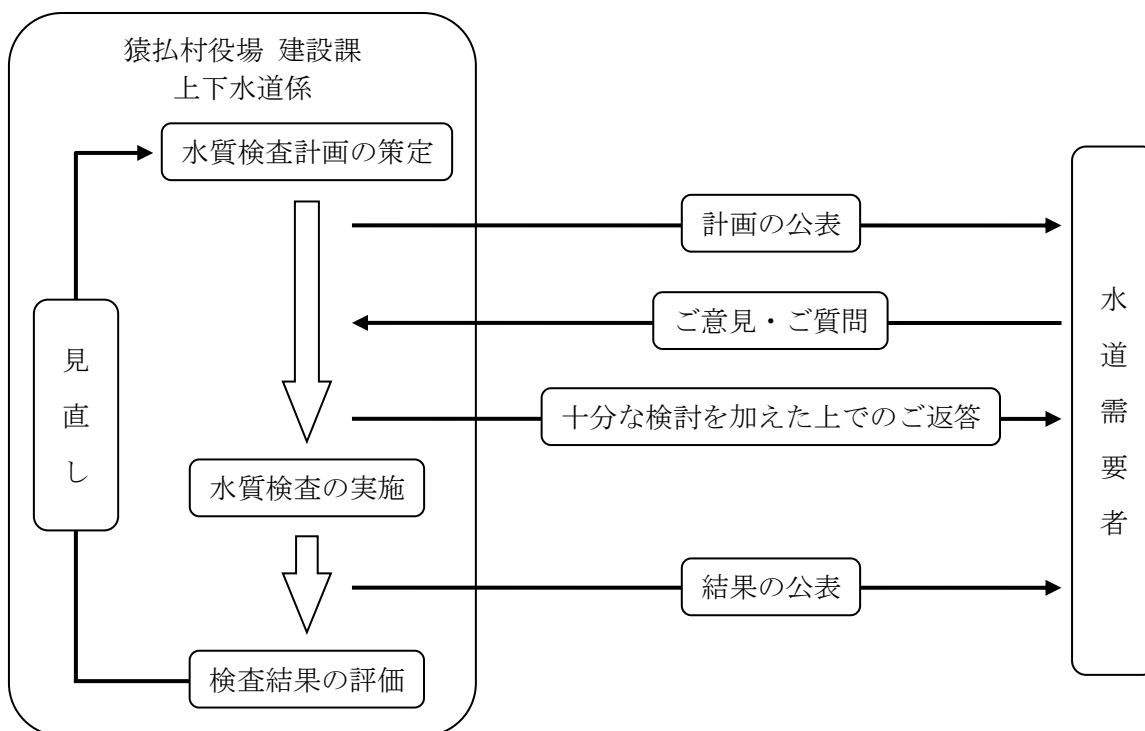 猿払村役場 建設課
上下水道係
水質検査計画の策定
計画の公表
ご意見・ご質問
見直し
十分な検討を加えた上でのご返答
水質検査の実施
結果の公表
検査結果の評価
水道需要者